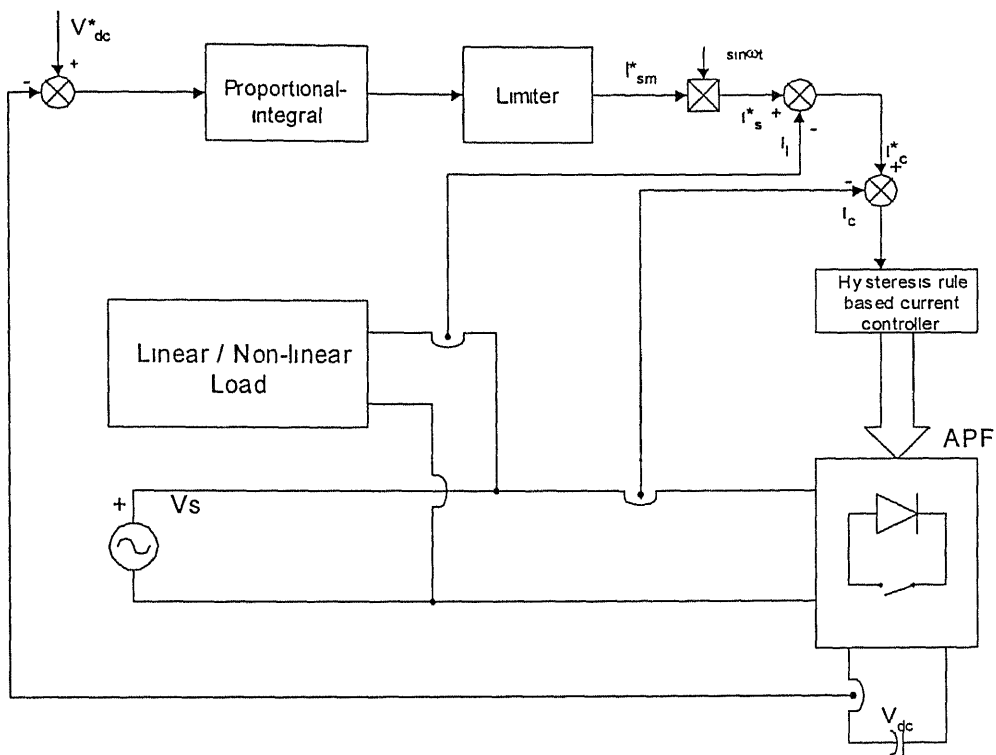 V*dc
+
-
Proportional-
integral
Limiter
I*sm
sinωt
+
I*s
-
Il
I*c
+
-
Ic
Hysteresis rule
based current
controller
Linear / Non-linear
Load
APF
+
Vs
Vdc